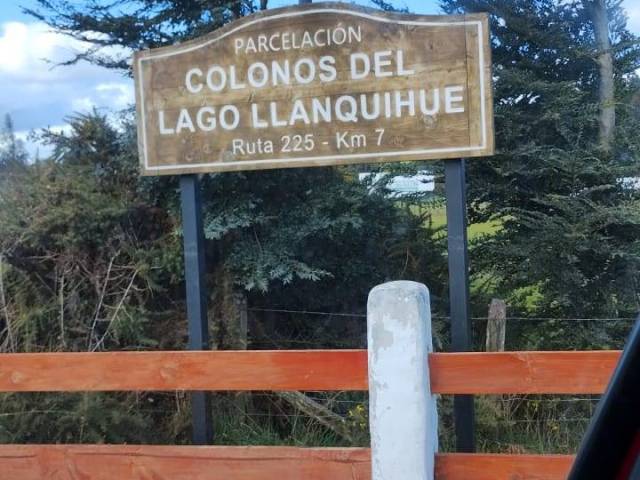 PARCELACIÓN
COLONOS DEL
LAGO LLANQUIHUE
Ruta 225 - Km 7